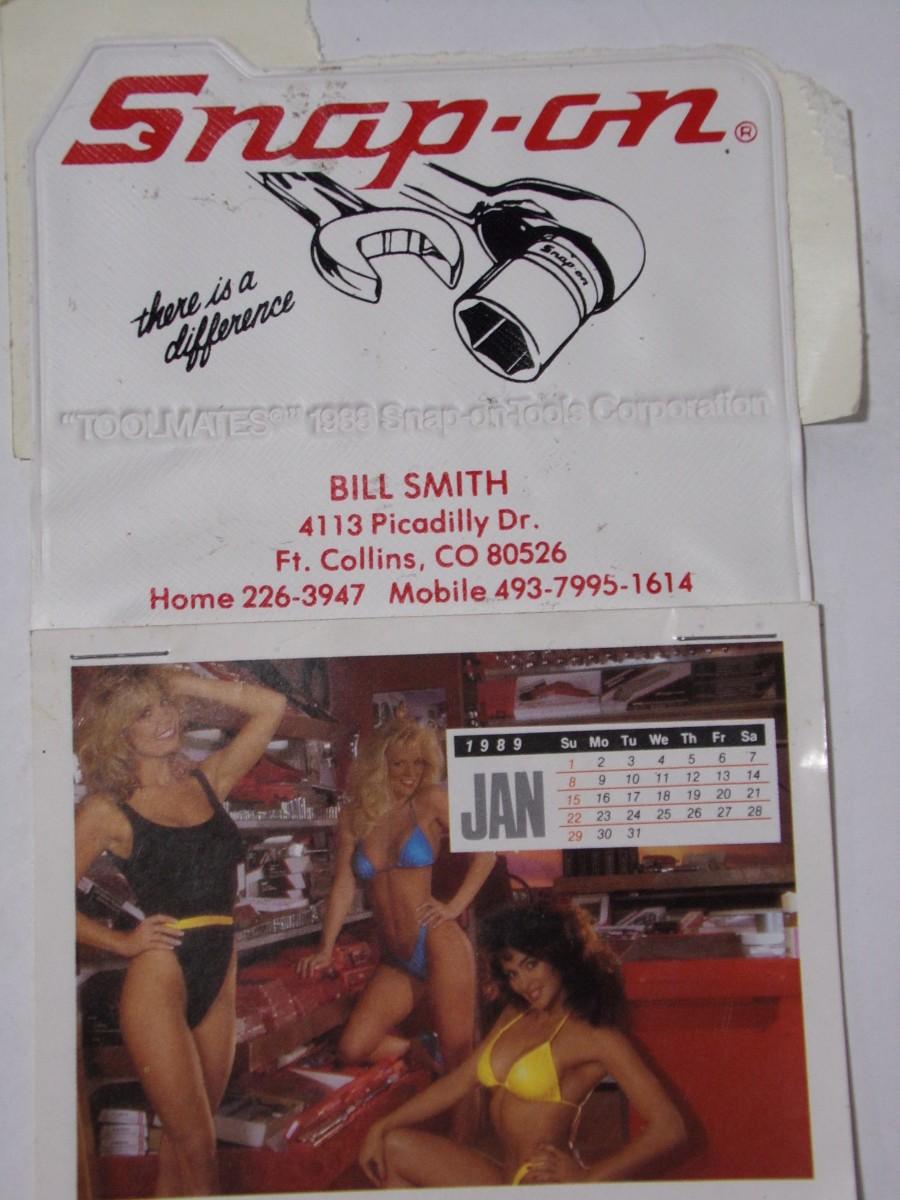 Snap-on®
Snap-on
there is a
difference
"TOOLMATES©" 1988 Snap-on Tools Corporation
BILL SMITH
4113 Picadilly Dr.
Ft. Collins, CO 80526
Home 226-3947 Mobile 493-7995-1614
1989 Su Mo Tu We Th Fr Sa
JAN
1 2 3 4 5 6 7
8 9 10 11 12 13 14
15 16 17 18 19 20 21
22 23 24 25 26 27 28
29 30 31